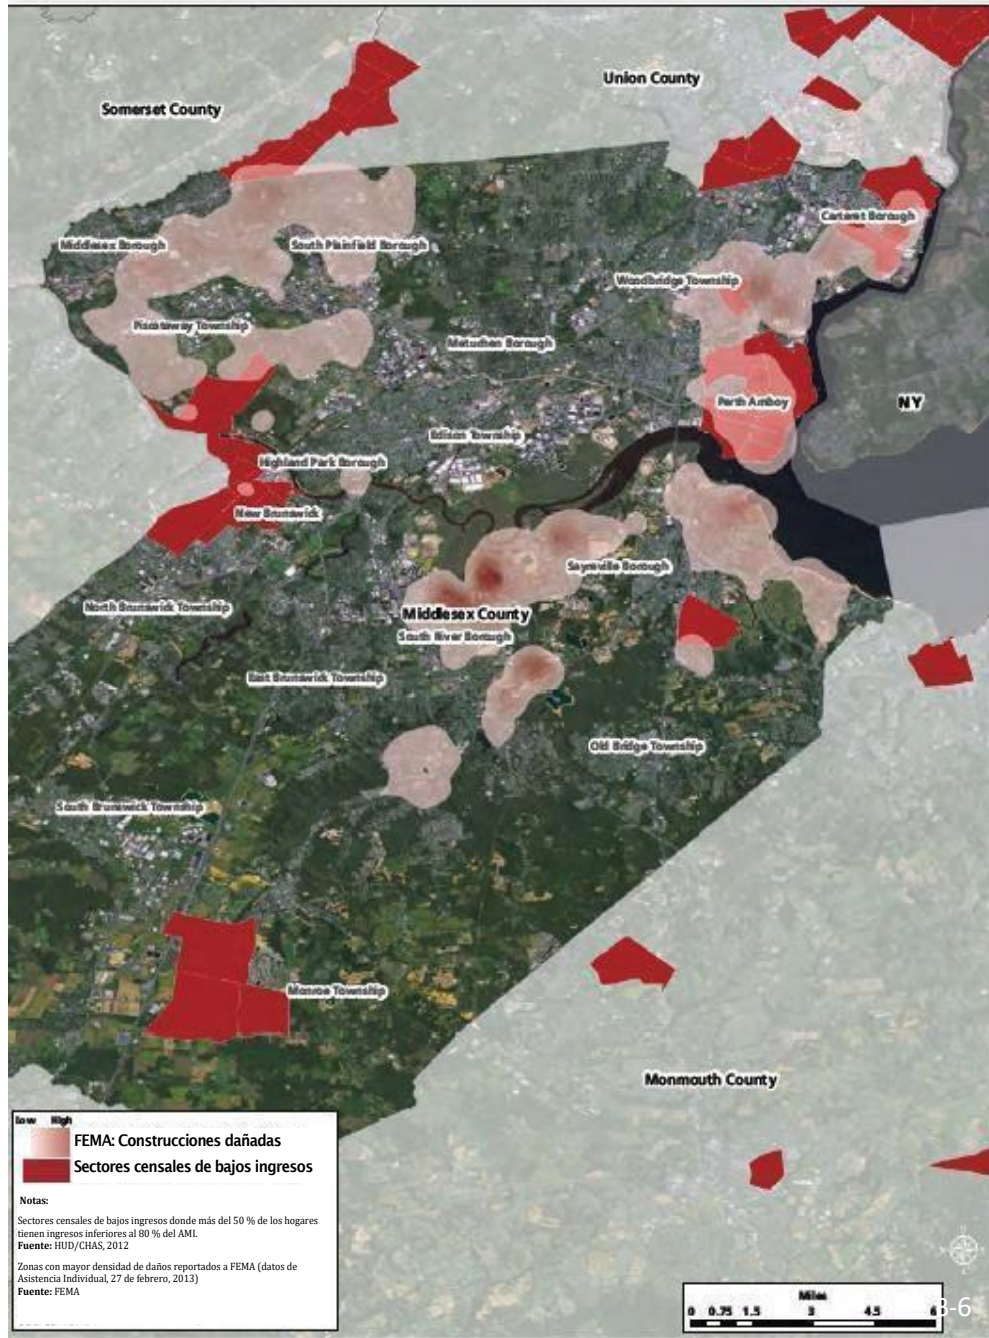 Union County
Somerset County
Carteret Borough
Middlesex Borough
South Plainfield Borough
Woodbridge Township
Piscataway Township
Metuchen Borough
Perth Amboy
NY
Edison Township
Highland Park Borough
New Brunswick
Sayreville Borough
North Brunswick Township
Middlesex County
South River Borough
East Brunswick Township
Old Bridge Township
South Brunswick Township
Monroe Township
Monmouth County
low High
FEMA: Construcciones dañadas
Sectores censales de bajos ingresos
Notas:
Sectores censales de bajos ingresos donde más del 50 % de los hogares
tienen ingresos inferiores al 80 % del AMI.
Fuente: HUD/CHAS, 2012
Zonas con mayor densidad de daños reportados a FEMA (datos de
Asistencia Individual, 27 de febrero, 2013)
Fuente: FEMA
Miles
0 0.75 1.5 3 4.5 6
3-6